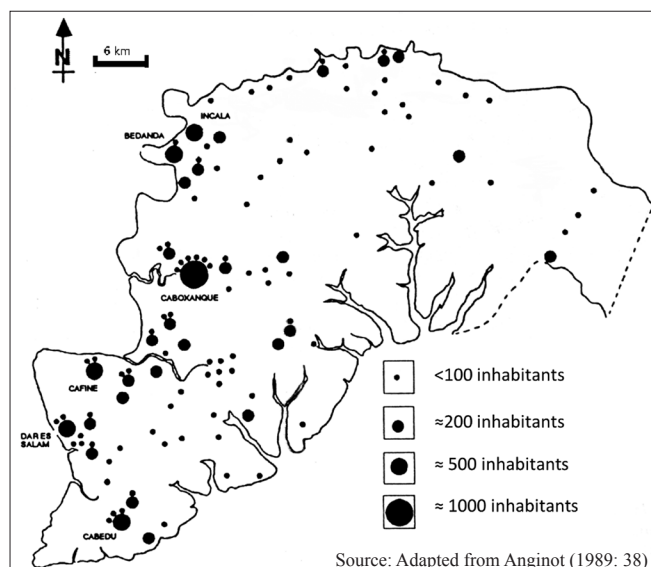 N
6 km
INCALA
BEDANDA
CABOXANQUE
CAFINE
DAR ES
SALAM
CABEDU
<100 inhabitants
≈200 inhabitants
≈ 500 inhabitants
≈ 1000 inhabitants
Source: Adapted from Anginot (1989: 38)